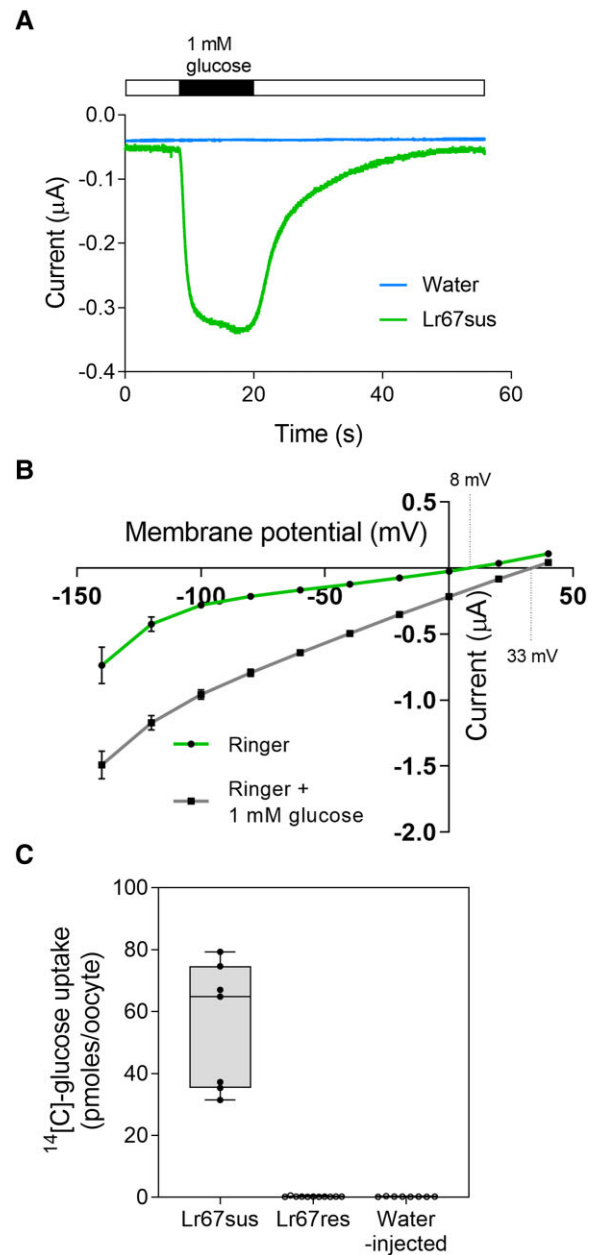 A
1 mM
glucose
0.0
-0.1
-0.2
-0.3
-0.4
Current (μA)
Water
Lr67sus
0 20 40 60
Time (s)
B
8 mV
0.5
Membrane potential (mV)
-150 -100 -50 50
-0.5
-1.0
-1.5
-2.0
Current (μA)
33 mV
Ringer
Ringer +
1 mM glucose
C
100
80
60
40
20
0
¹⁴[C]-glucose uptake
(pmoles/oocyte)
Lr67sus Lr67res Water
-injected